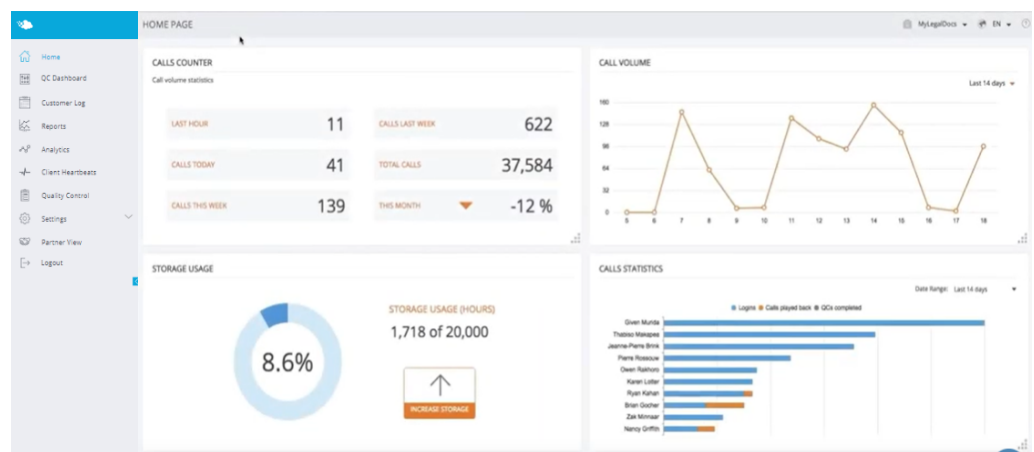 HOME PAGE
MyLegalDocs
EN
Home
QC Dashboard
Customer Log
Reports
Analytics
Client Heartbeats
Quality Control
Settings
Partner View
Logout
CALLS COUNTER
Call volume statistics
LAST HOUR 11
CALLS LAST WEEK 622
CALLS TODAY 41
TOTAL CALLS 37,584
CALLS THIS WEEK 139
THIS MONTH -12 %
CALL VOLUME
Last 14 days
160
128
96
64
32
0
5 6 7 8 9 10 11 12 13 14 15 16 17 18
STORAGE USAGE
8.6%
STORAGE USAGE (HOURS)
1,718 of 20,000
INCREASE STORAGE
CALLS STATISTICS
Date Range: Last 14 days
Logins Calls played back QCs completed
Given Munda
Thabiso Makapea
Jeanne-Pierre Brink
Pierre Rossouw
Owen Rakhoro
Karen Lotter
Ryan Kahan
Brian Gocher
Zak Minnaar
Nancy Griffith